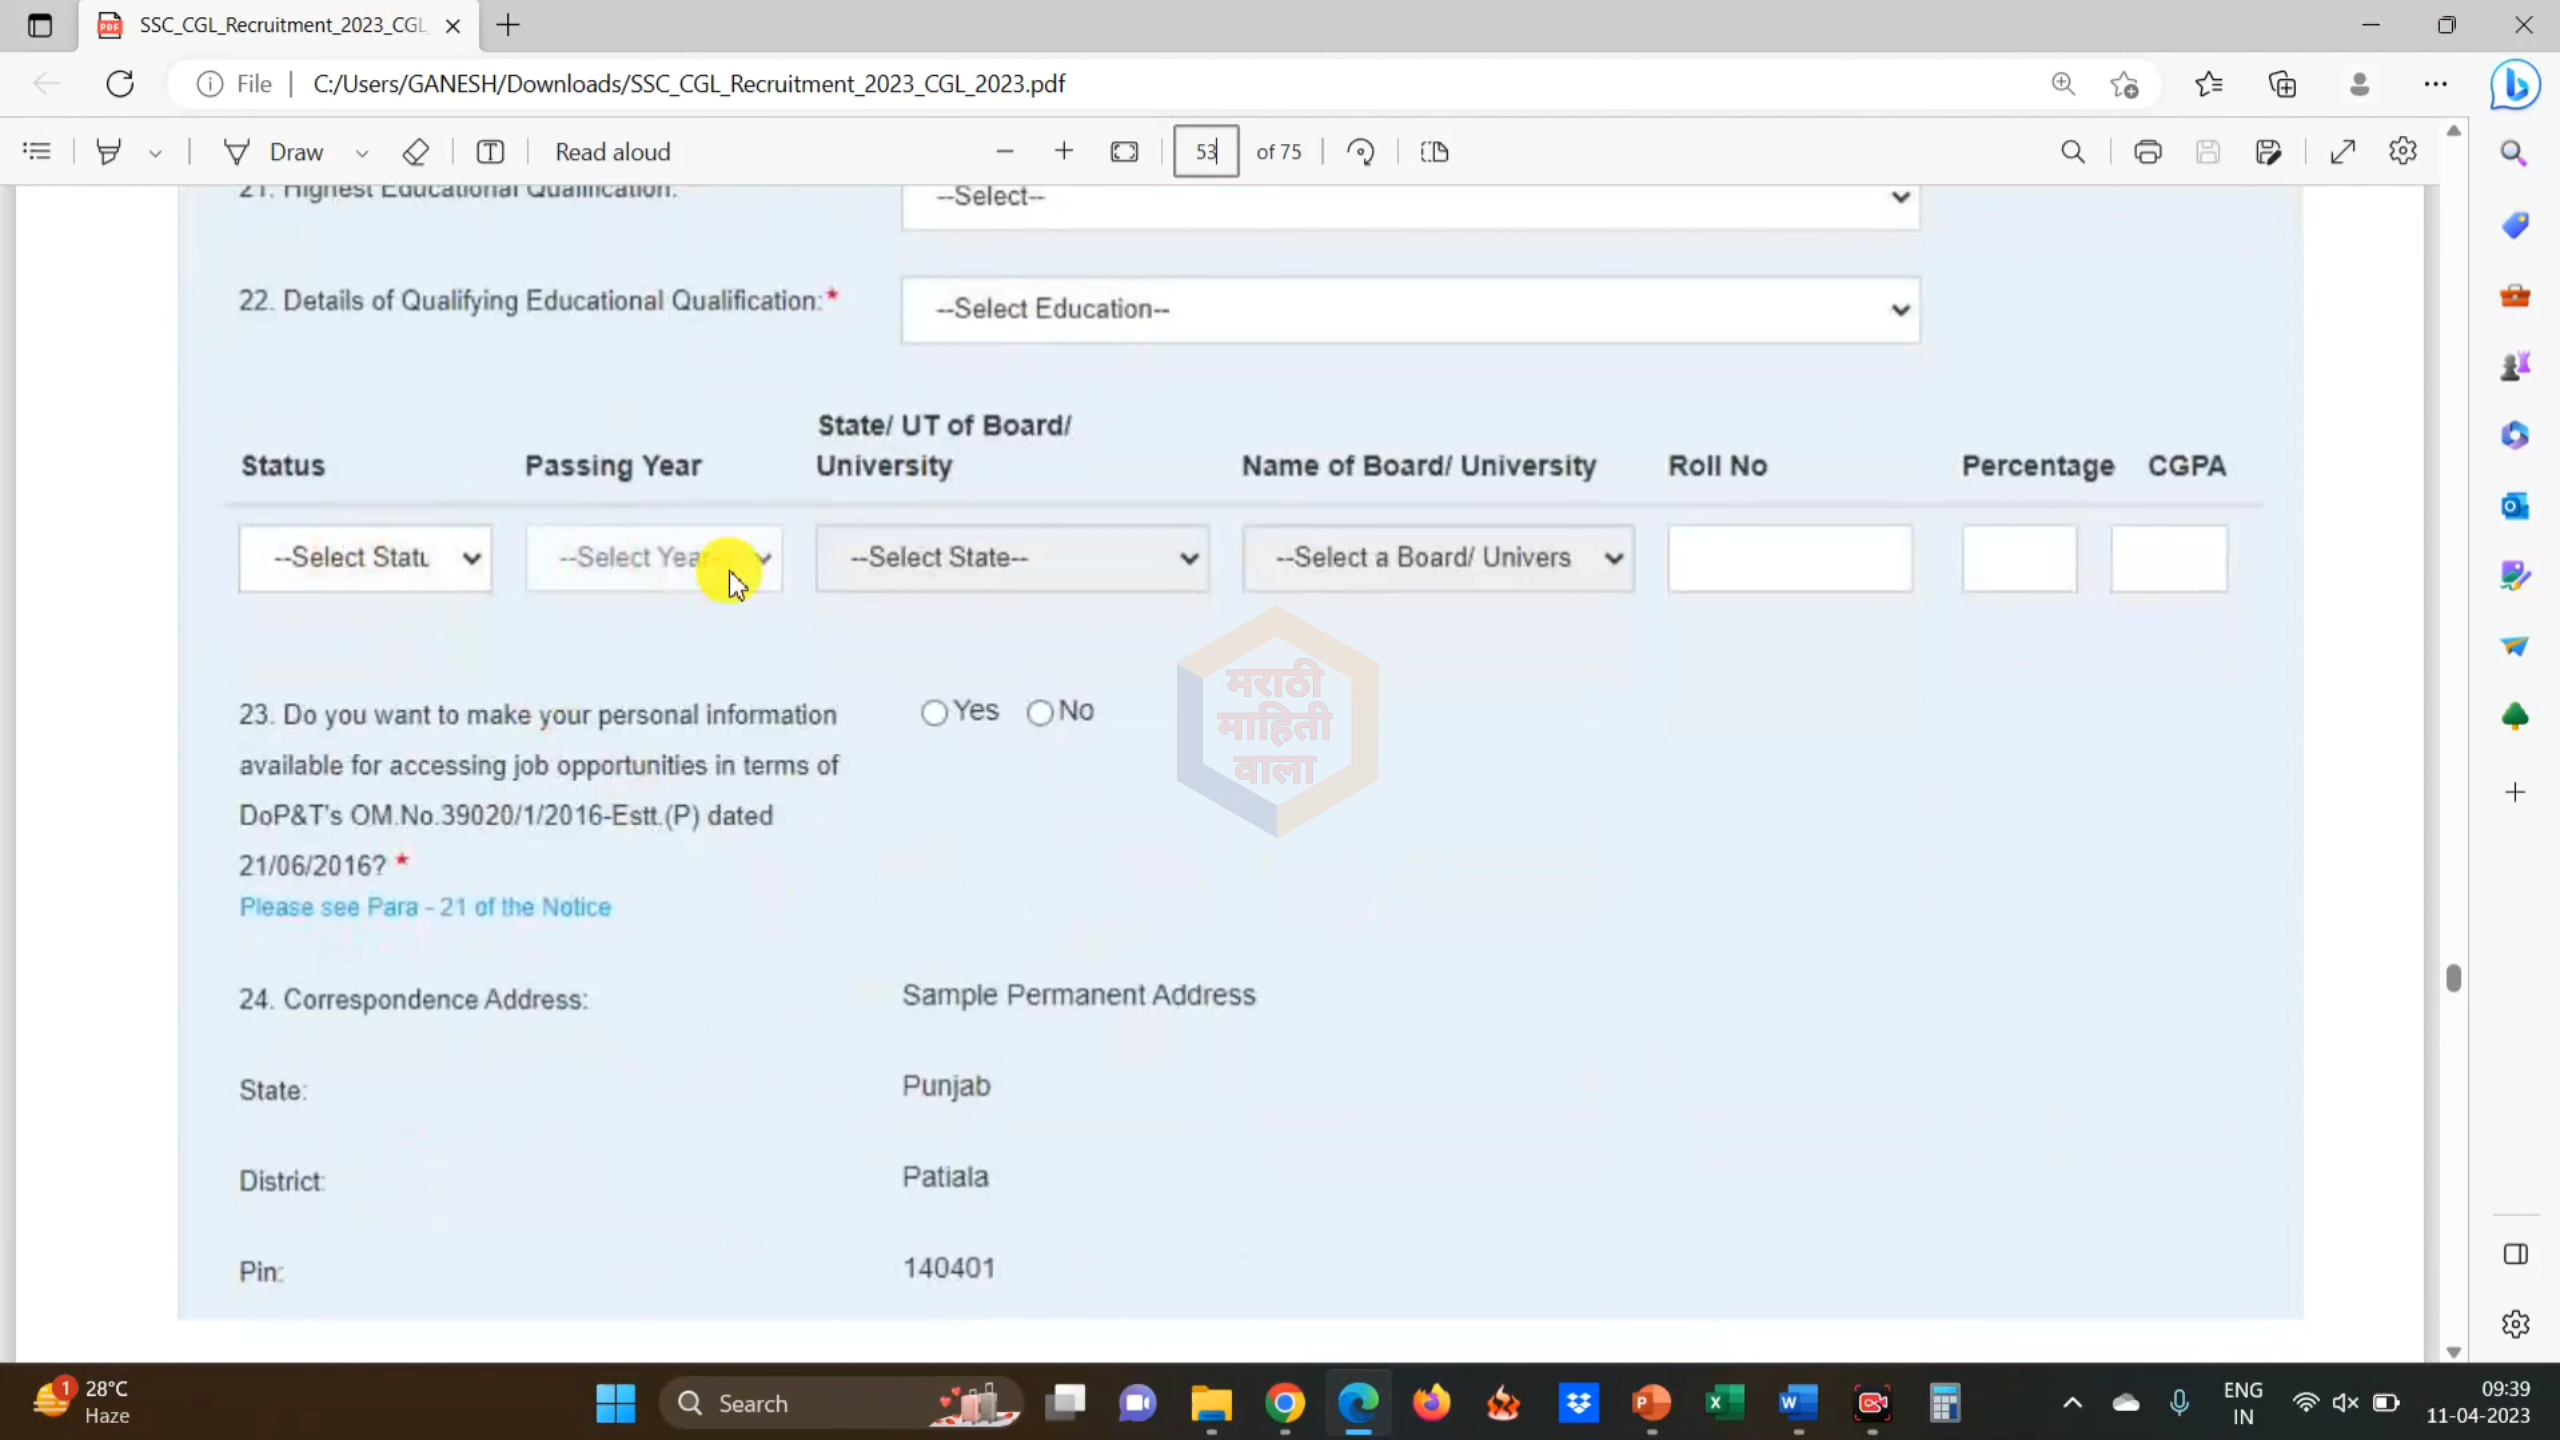 SSC_CGL_Recruitment_2023_CGL
File
C:/Users/GANESH/Downloads/SSC_CGL_Recruitment_2023_CGL_2023.pdf
Draw
Read aloud
53
of 75
21. Highest Educational Qualification:
--Select--
22. Details of Qualifying Educational Qualification:*
--Select Education--
Status
Passing Year
State/ UT of Board/
University
Name of Board/ University
Roll No
Percentage
CGPA
--Select Statu
--Select Year-
--Select State--
--Select a Board/ Univers
मराठी
माहिती
वाला
23. Do you want to make your personal information
available for accessing job opportunities in terms of
DoP&T's OM.No.39020/1/2016-Estt.(P) dated
21/06/2016? *
Yes
No
Please see Para - 21 of the Notice
24. Correspondence Address:
Sample Permanent Address
State:
Punjab
District:
Patiala
Pin:
140401
1
28°C
Haze
Search
ENG
IN
09:39
11-04-2023